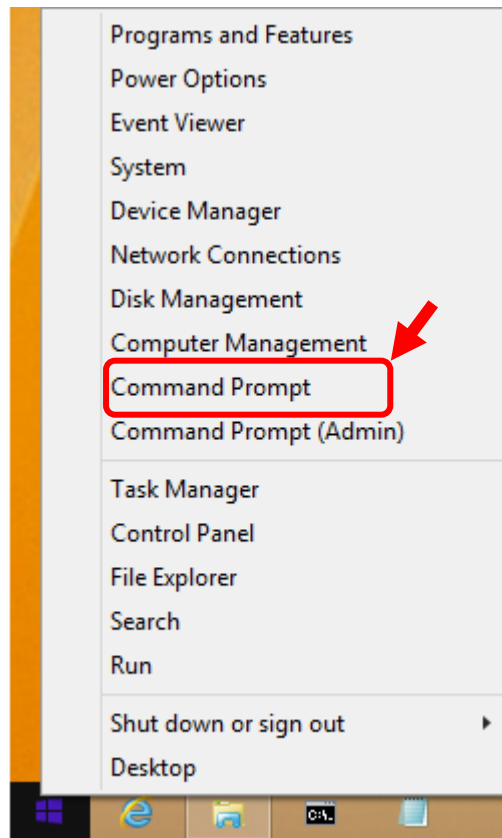 Programs and Features
Power Options
Event Viewer
System
Device Manager
Network Connections
Disk Management
Computer Management
Command Prompt
Command Prompt (Admin)
Task Manager
Control Panel
File Explorer
Search
Run
Shut down or sign out
Desktop
C:\.